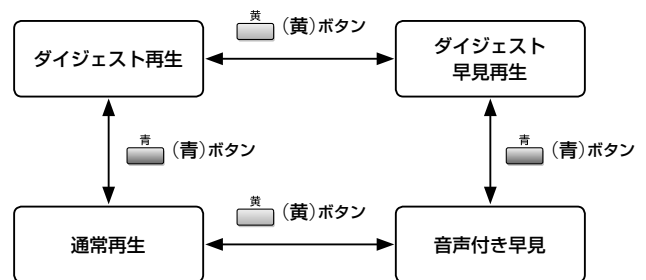 黄
(黄)ボタン
ダイジェスト再生
ダイジェスト
早見再生
青
(青)ボタン
青
(青)ボタン
黄
(黄)ボタン
通常再生
音声付き早見